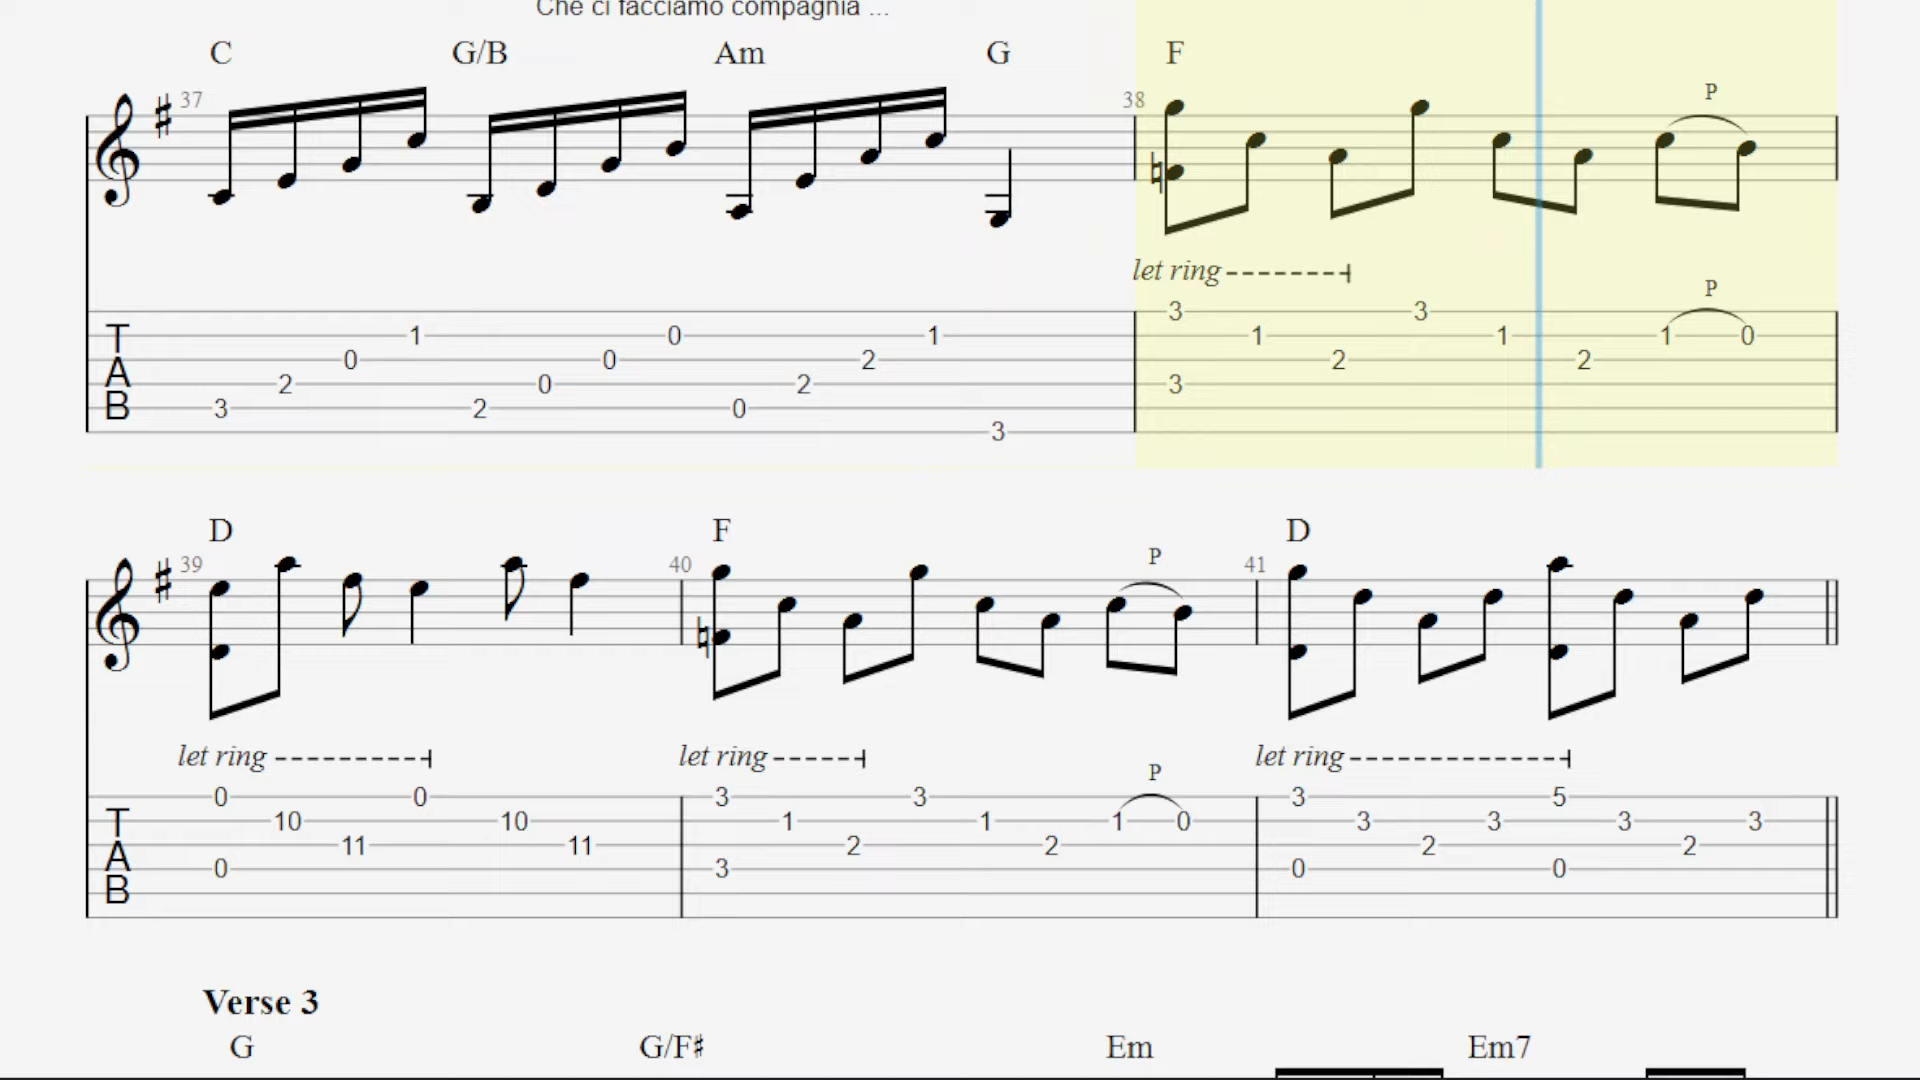 Che ci facciamo compagnia ...
C G/B Am G F
37 38 P
let ring
P
3 1 3 1 1 0
1 0 1
0 0 2 2 2
2 0 2 3
3 2 0
3
T
A
B
D F D
39 40 P 41
let ring let ring let ring
P
0 0 3 3 3 5
10 10 1 1 1 0 3 3 3 3
11 11 2 2 2 2
0 3 0 0
T
A
B
Verse 3
G G/F♯ Em Em7